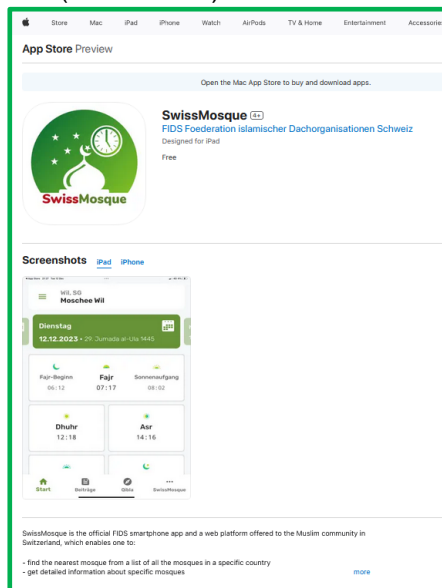 Store Mac iPad iPhone Watch AirPods TV & Home Entertainment Accessories
App Store Preview
Open the Mac App Store to buy and download apps.
SwissMosque 4+
FIDS Foederation islamischer Dachorganisationen Schweiz
Designed for iPad
Free
SwissMosque
Screenshots iPad iPhone
Wil, SG
Moschee Wil
Dienstag
12.12.2023 - 29. Jumada al-Ula 1445
Fajr-Beginn Fajr Sonnenaufgang
06:12 07:17 08:02
Dhuhr Asr
12:18 14:16
Start Beiträge Qibla SwissMosque
SwissMosque is the official FIDS smartphone app and a web platform offered to the Muslim community in
Switzerland, which enables one to:
- find the nearest mosque from a list of all the mosques in a specific country
- get detailed information about specific mosques more